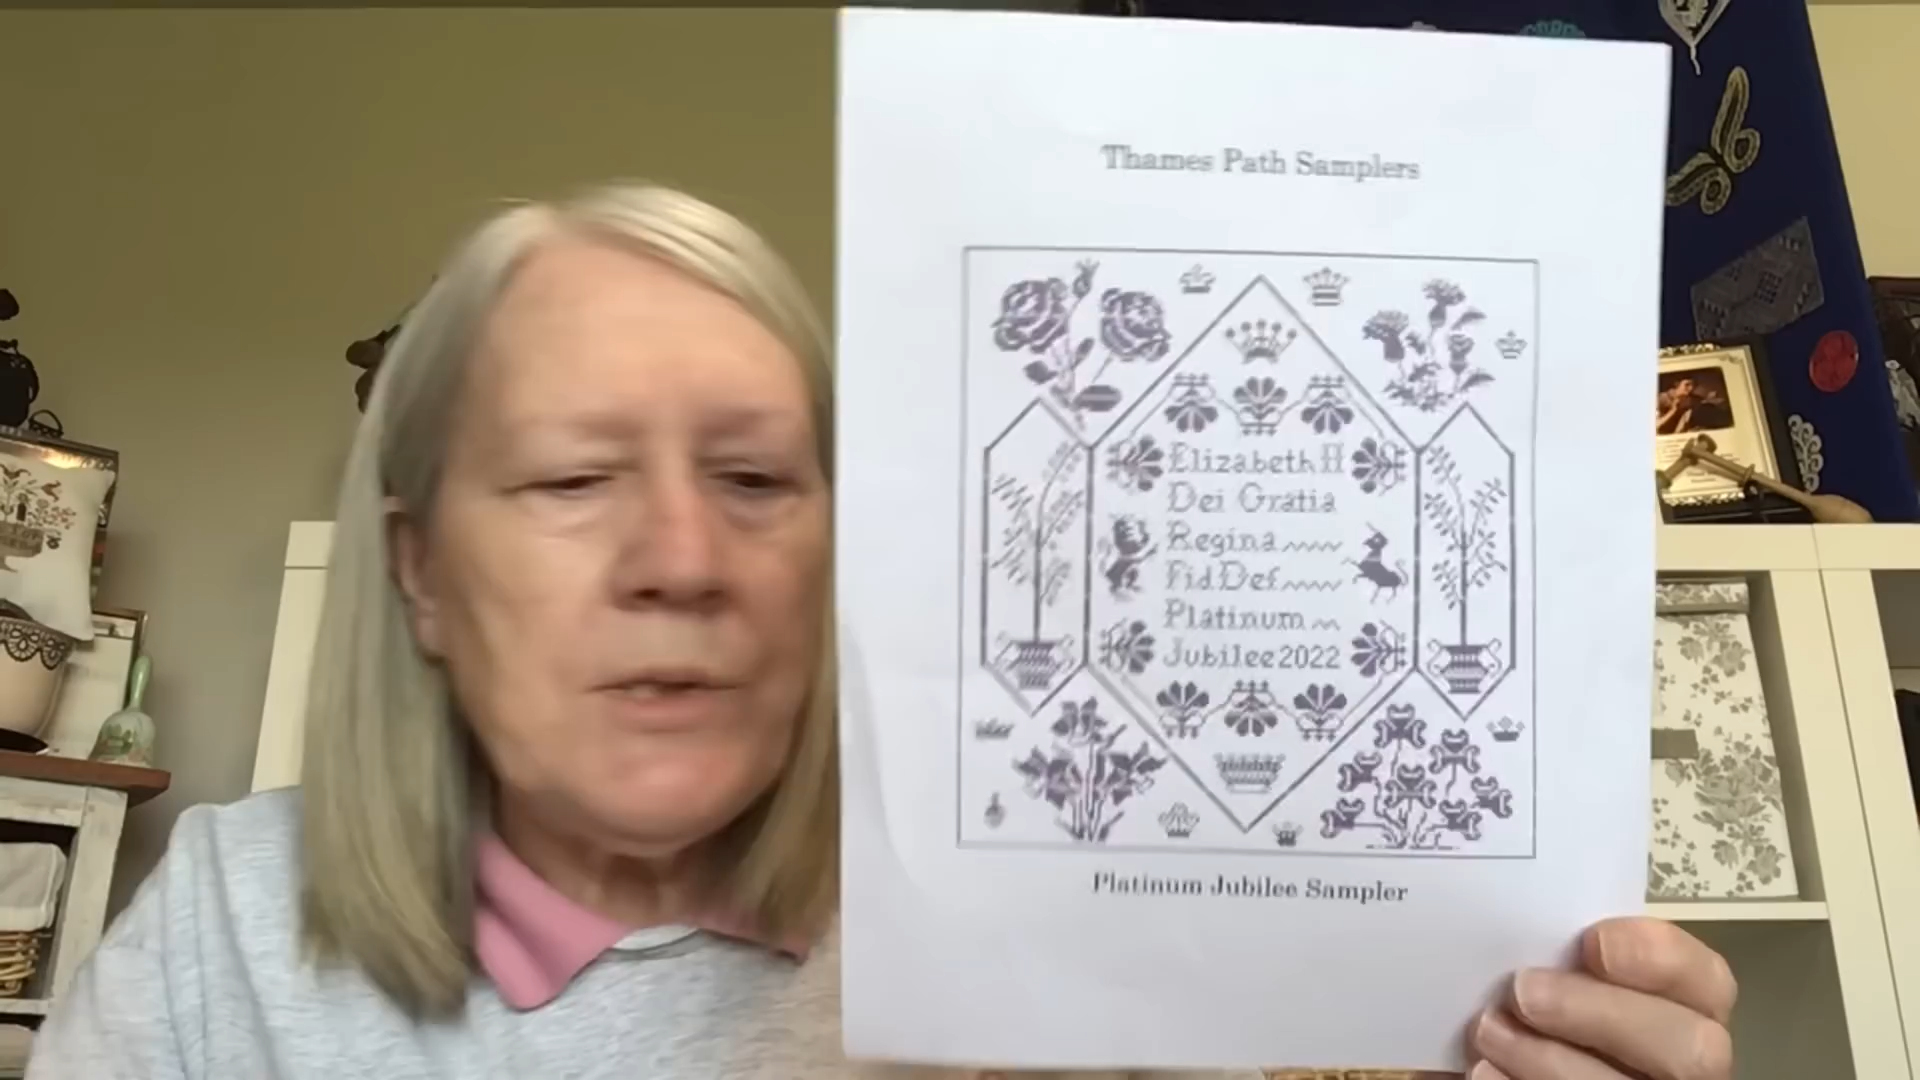 Thames Path Samplers
Elizabeth II
Dei Gratia
Regina
Fid Def
Platinum
Jubilee 2022
Platinum Jubilee Sampler